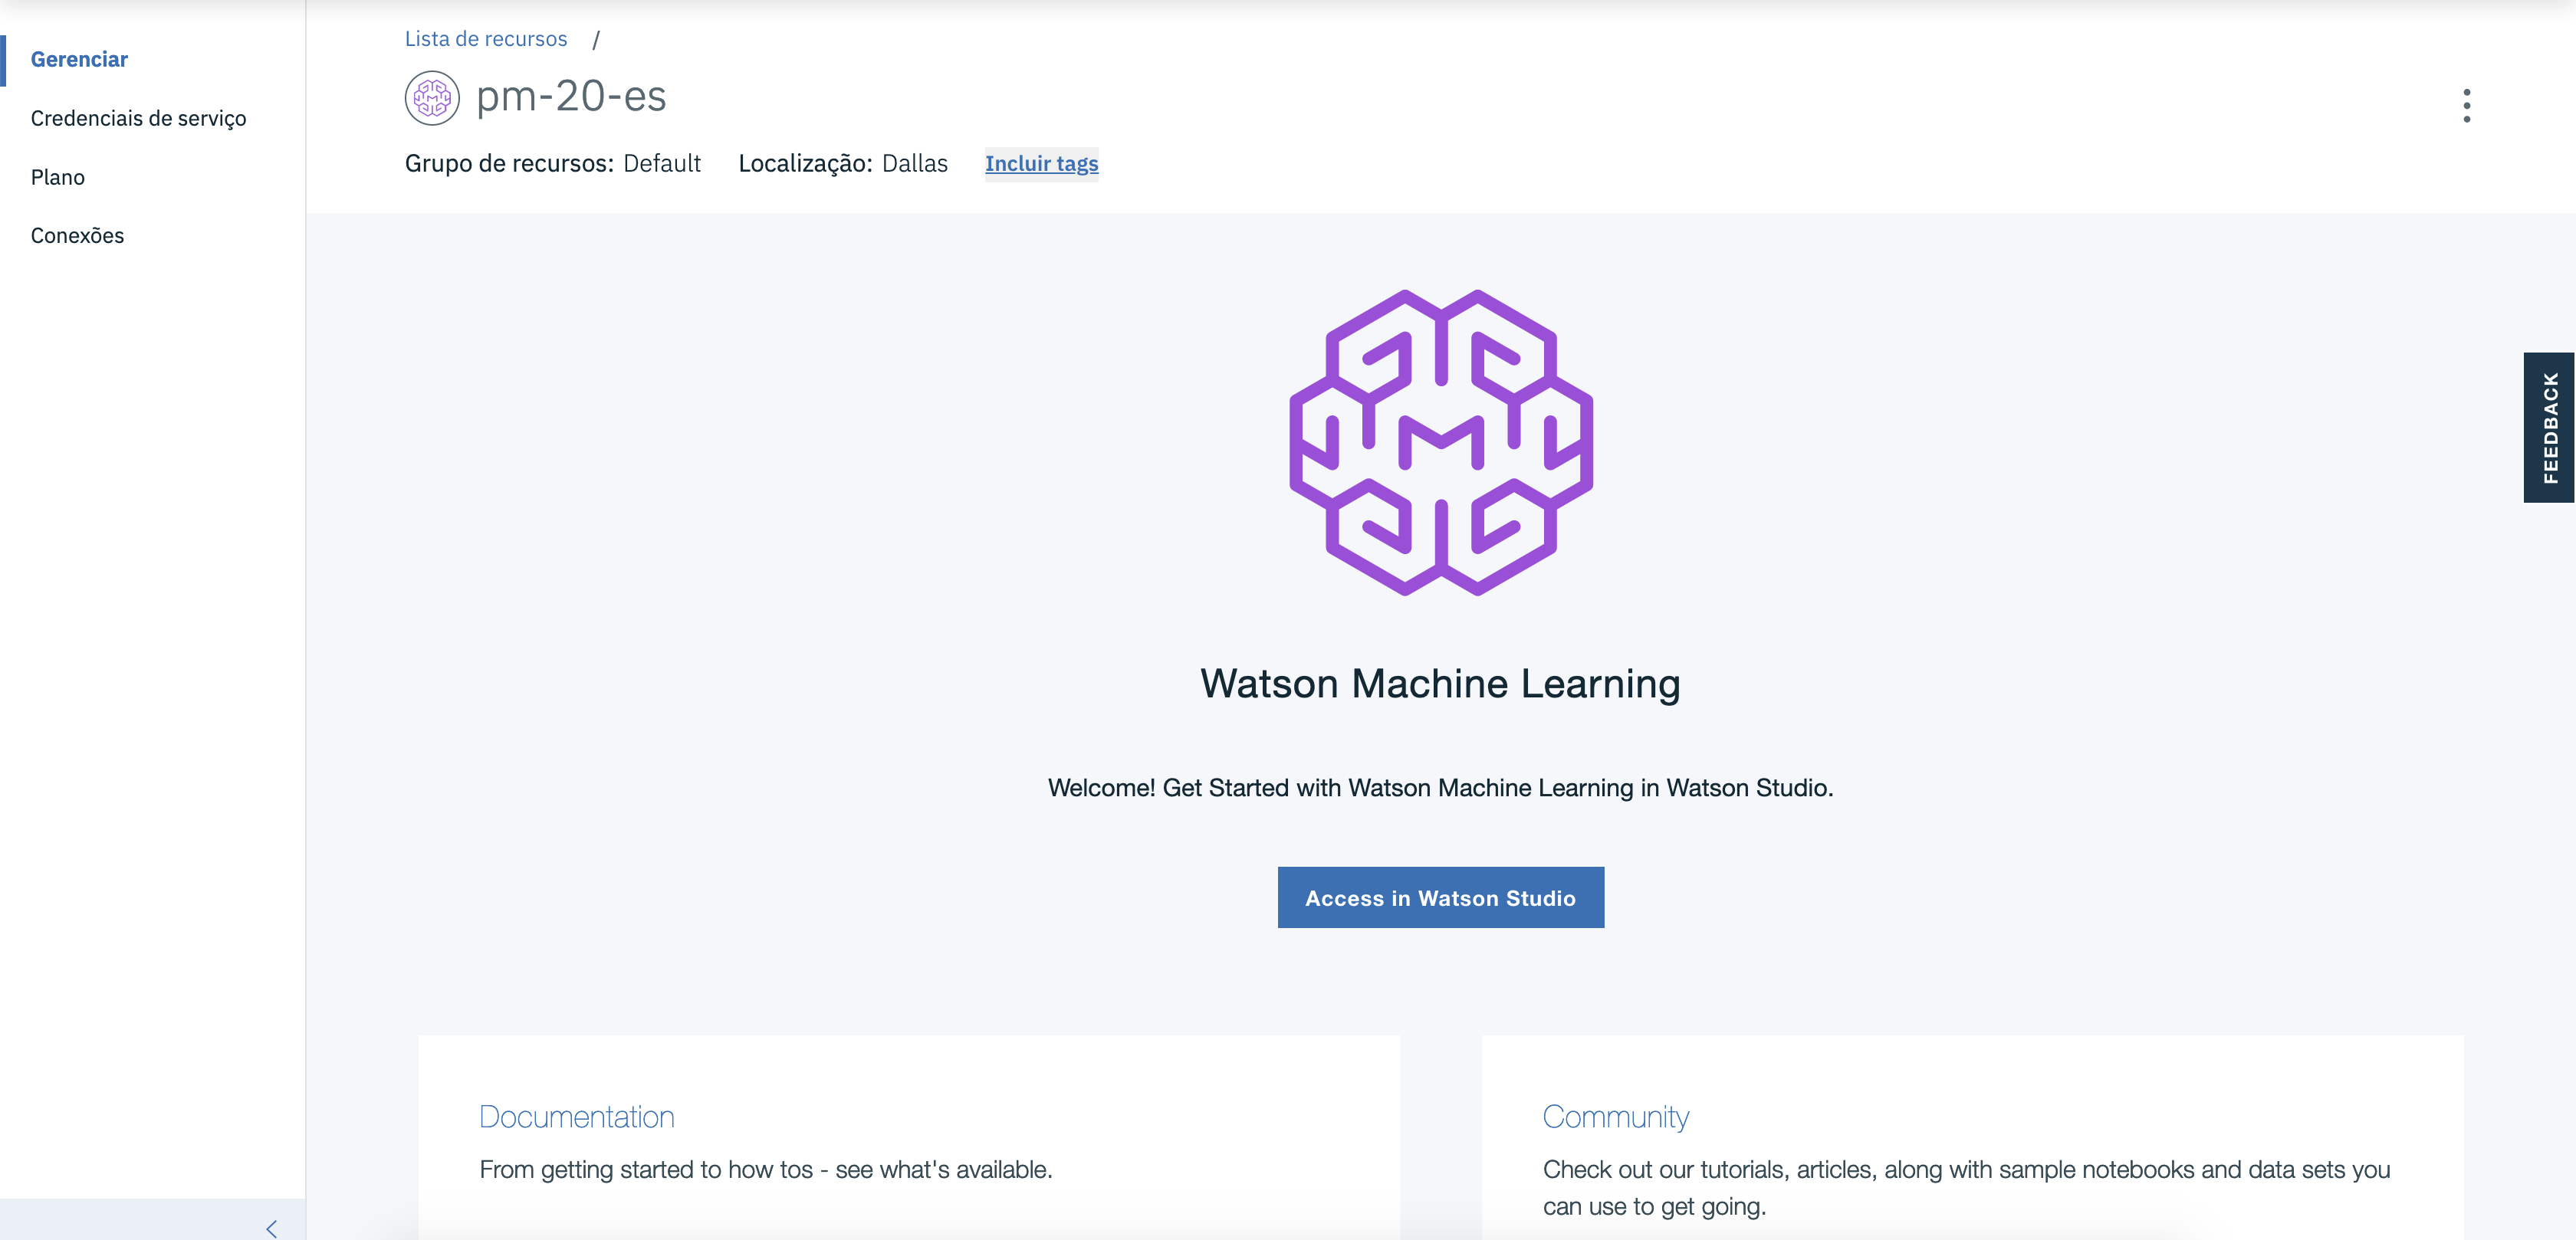 Gerenciar
Credenciais de serviço
Plano
Conexões
Lista de recursos /
pm-20-es
Grupo de recursos: Default Localização: Dallas Incluir tags
FEEDBACK
Watson Machine Learning
Welcome! Get Started with Watson Machine Learning in Watson Studio.
Access in Watson Studio
Documentation
From getting started to how tos - see what's available.
Community
Check out our tutorials, articles, along with sample notebooks and data sets you
can use to get going.